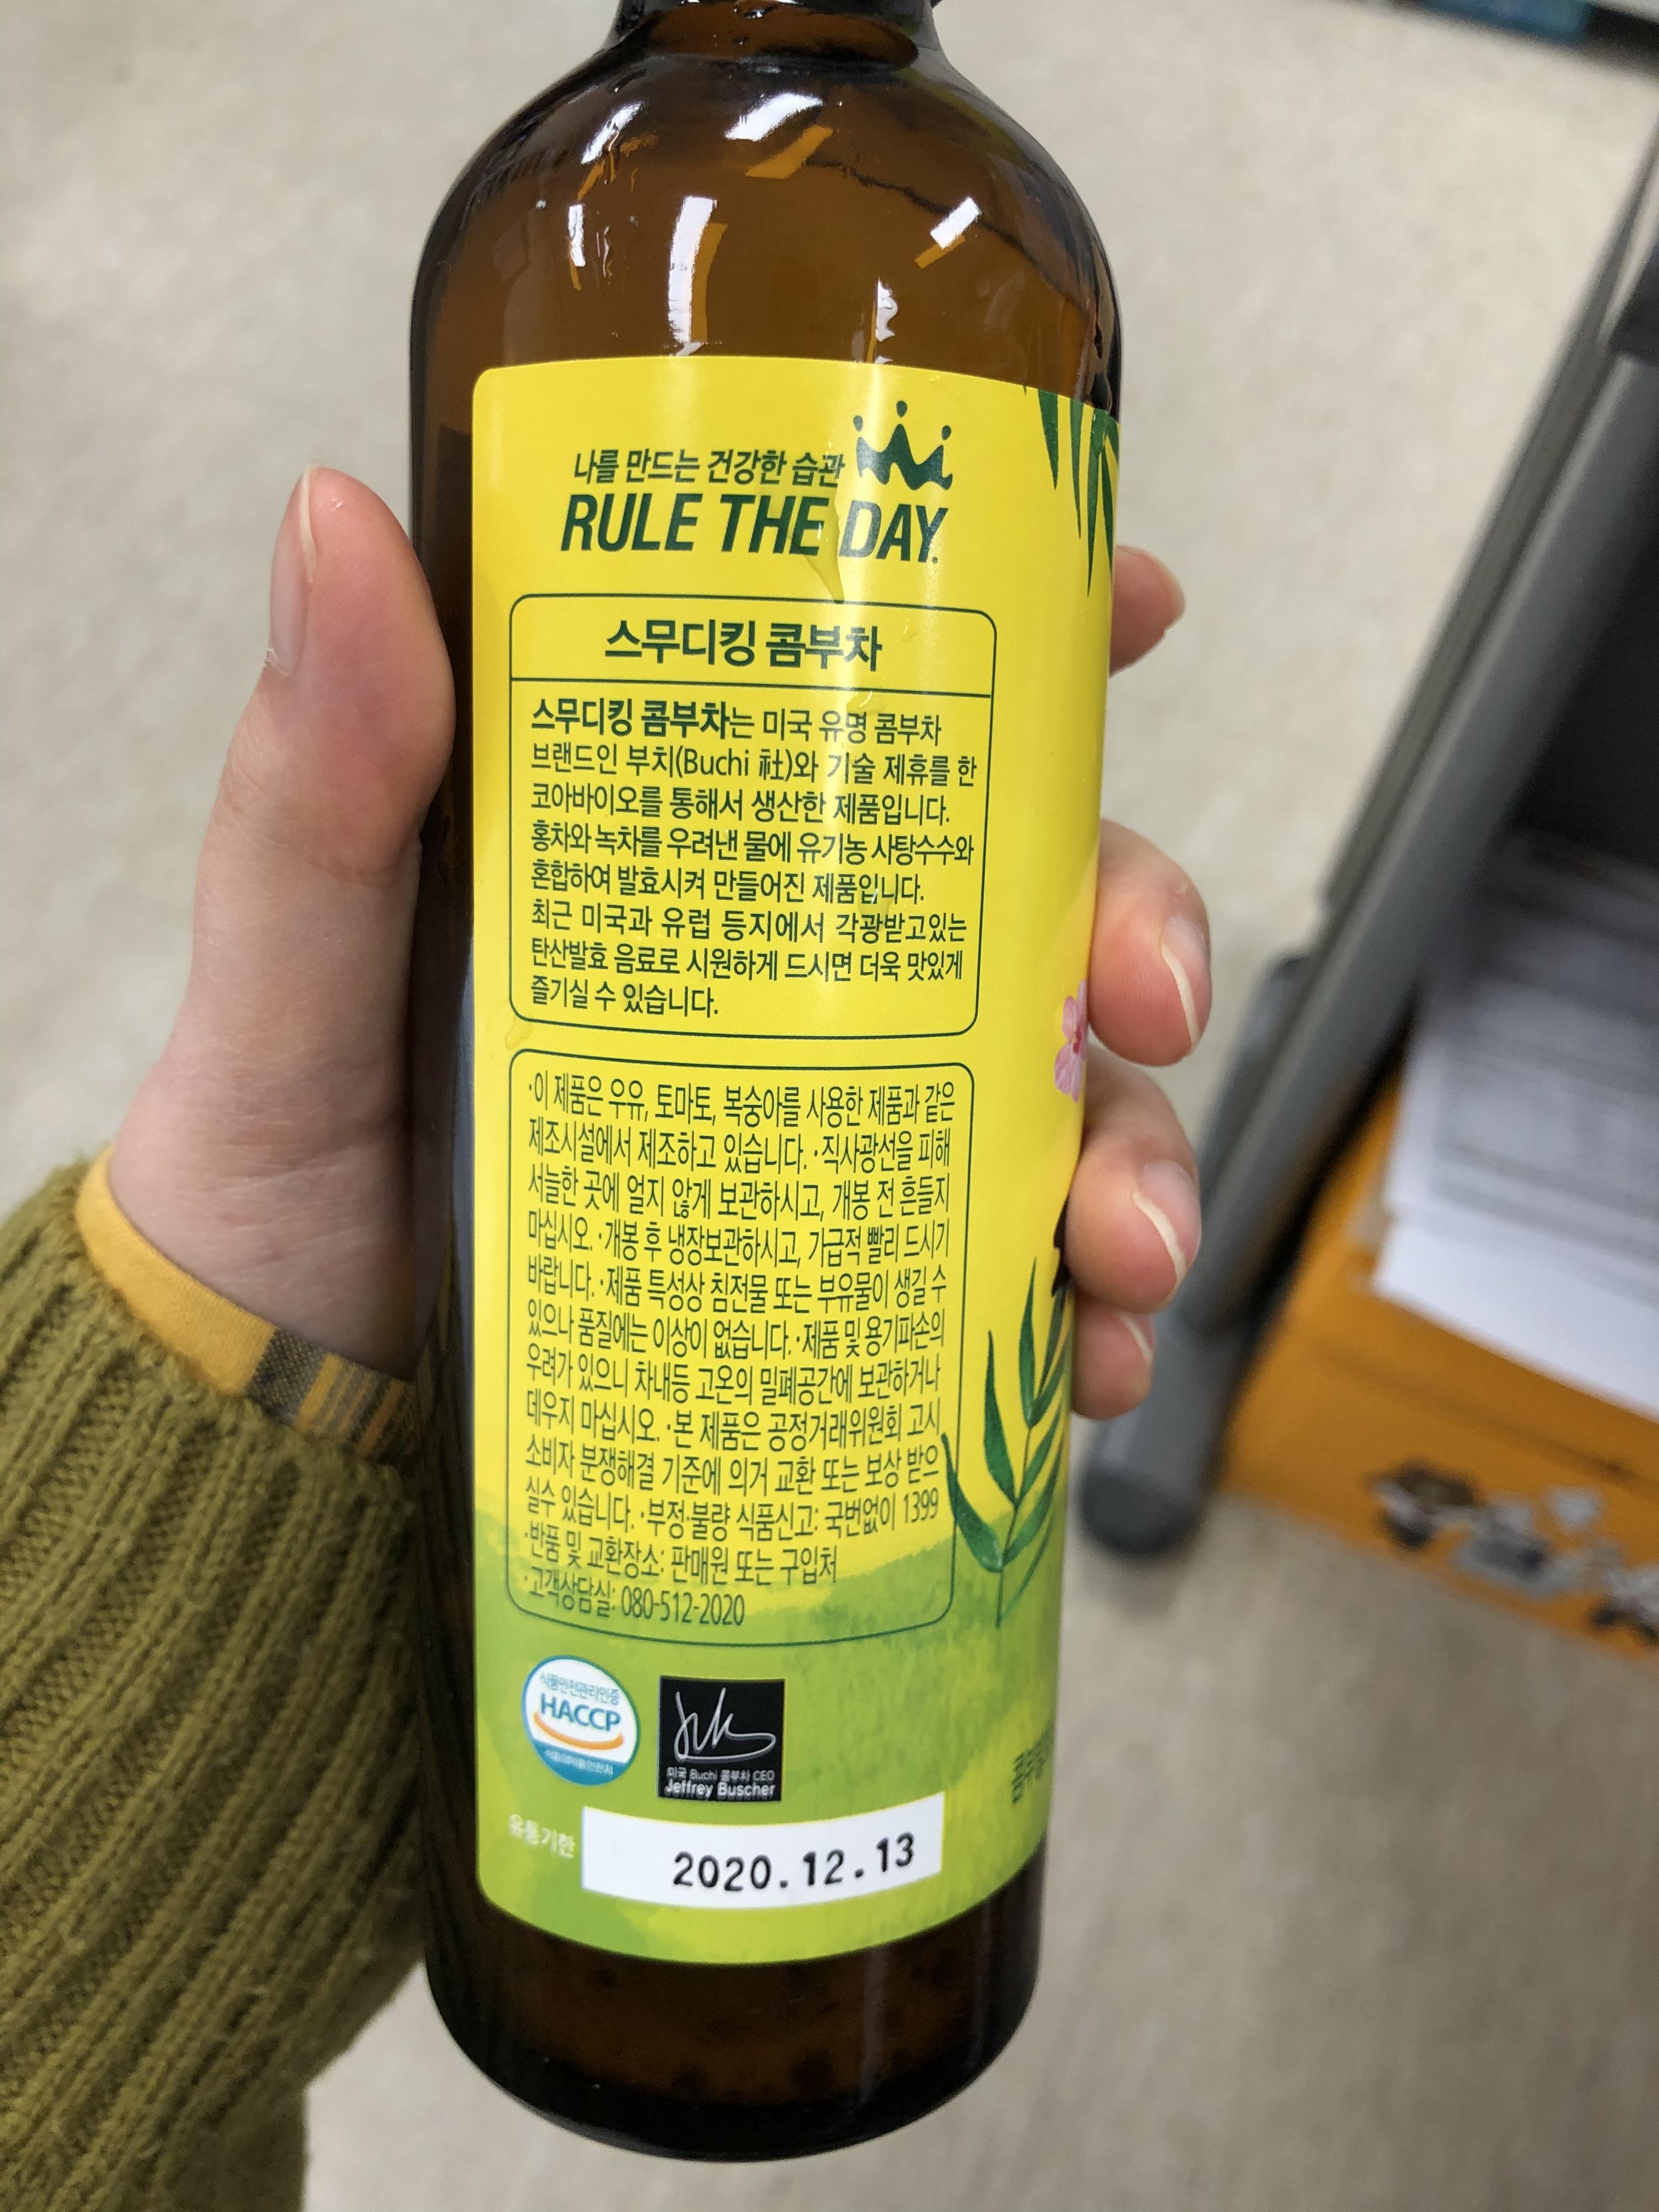 나를 만드는 건강한 습관
RULE THE DAY.
스무디킹 콤부차
스무디킹 콤부차는 미국 유명 콤부차
브랜드인 부치(Buchi 社)와 기술 제휴를 한
코아바이오를 통해서 생산한 제품입니다.
홍차와 녹차를 우려낸 물에 유기농 사탕수수와
혼합하여 발효시켜 만들어진 제품입니다.
최근 미국과 유럽 등지에서 각광받고있는
탄산발효 음료로 시원하게 드시면 더욱 맛있게
즐기실 수 있습니다.
·이 제품은 우유, 토마토, 복숭아를 사용한 제품과 같은
제조시설에서 제조하고 있습니다. ·직사광선을 피해
서늘한 곳에 얼지 않게 보관하시고, 개봉 전 흔들지
마십시오. ·개봉 후 냉장보관하시고, 가급적 빨리 드시기
바랍니다. ·제품 특성상 침전물 또는 부유물이 생길 수
있으나 품질에는 이상이 없습니다. ·제품 및 용기파손의
우려가 있으니 차내등 고온의 밀폐공간에 보관하거나
데우지 마십시오. ·본 제품은 공정거래위원회 고시
소비자 분쟁해결 기준에 의거 교환 또는 보상 받으
실수 있습니다. ·부정·불량 식품신고: 국번없이 1399
·반품 및 교환장소: 판매원 또는 구입처
·고객상담실: 080-512-2020
식품안전관리인증
HACCP
미국 Buchi 콤부차 CEO
Jeffrey Buscher
유통기한
2020.12.13